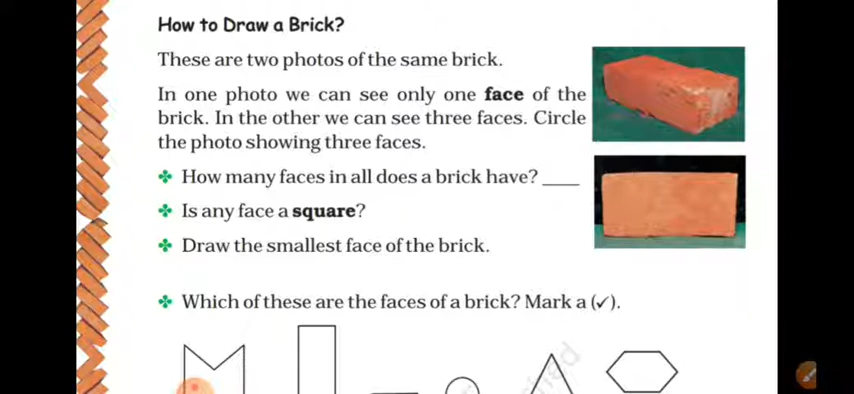 How to Draw a Brick?
These are two photos of the same brick.
In one photo we can see only one face of the
brick. In the other we can see three faces. Circle
the photo showing three faces.
❖ How many faces in all does a brick have? ____
❖ Is any face a square?
❖ Draw the smallest face of the brick.
❖ Which of these are the faces of a brick? Mark a (✓).